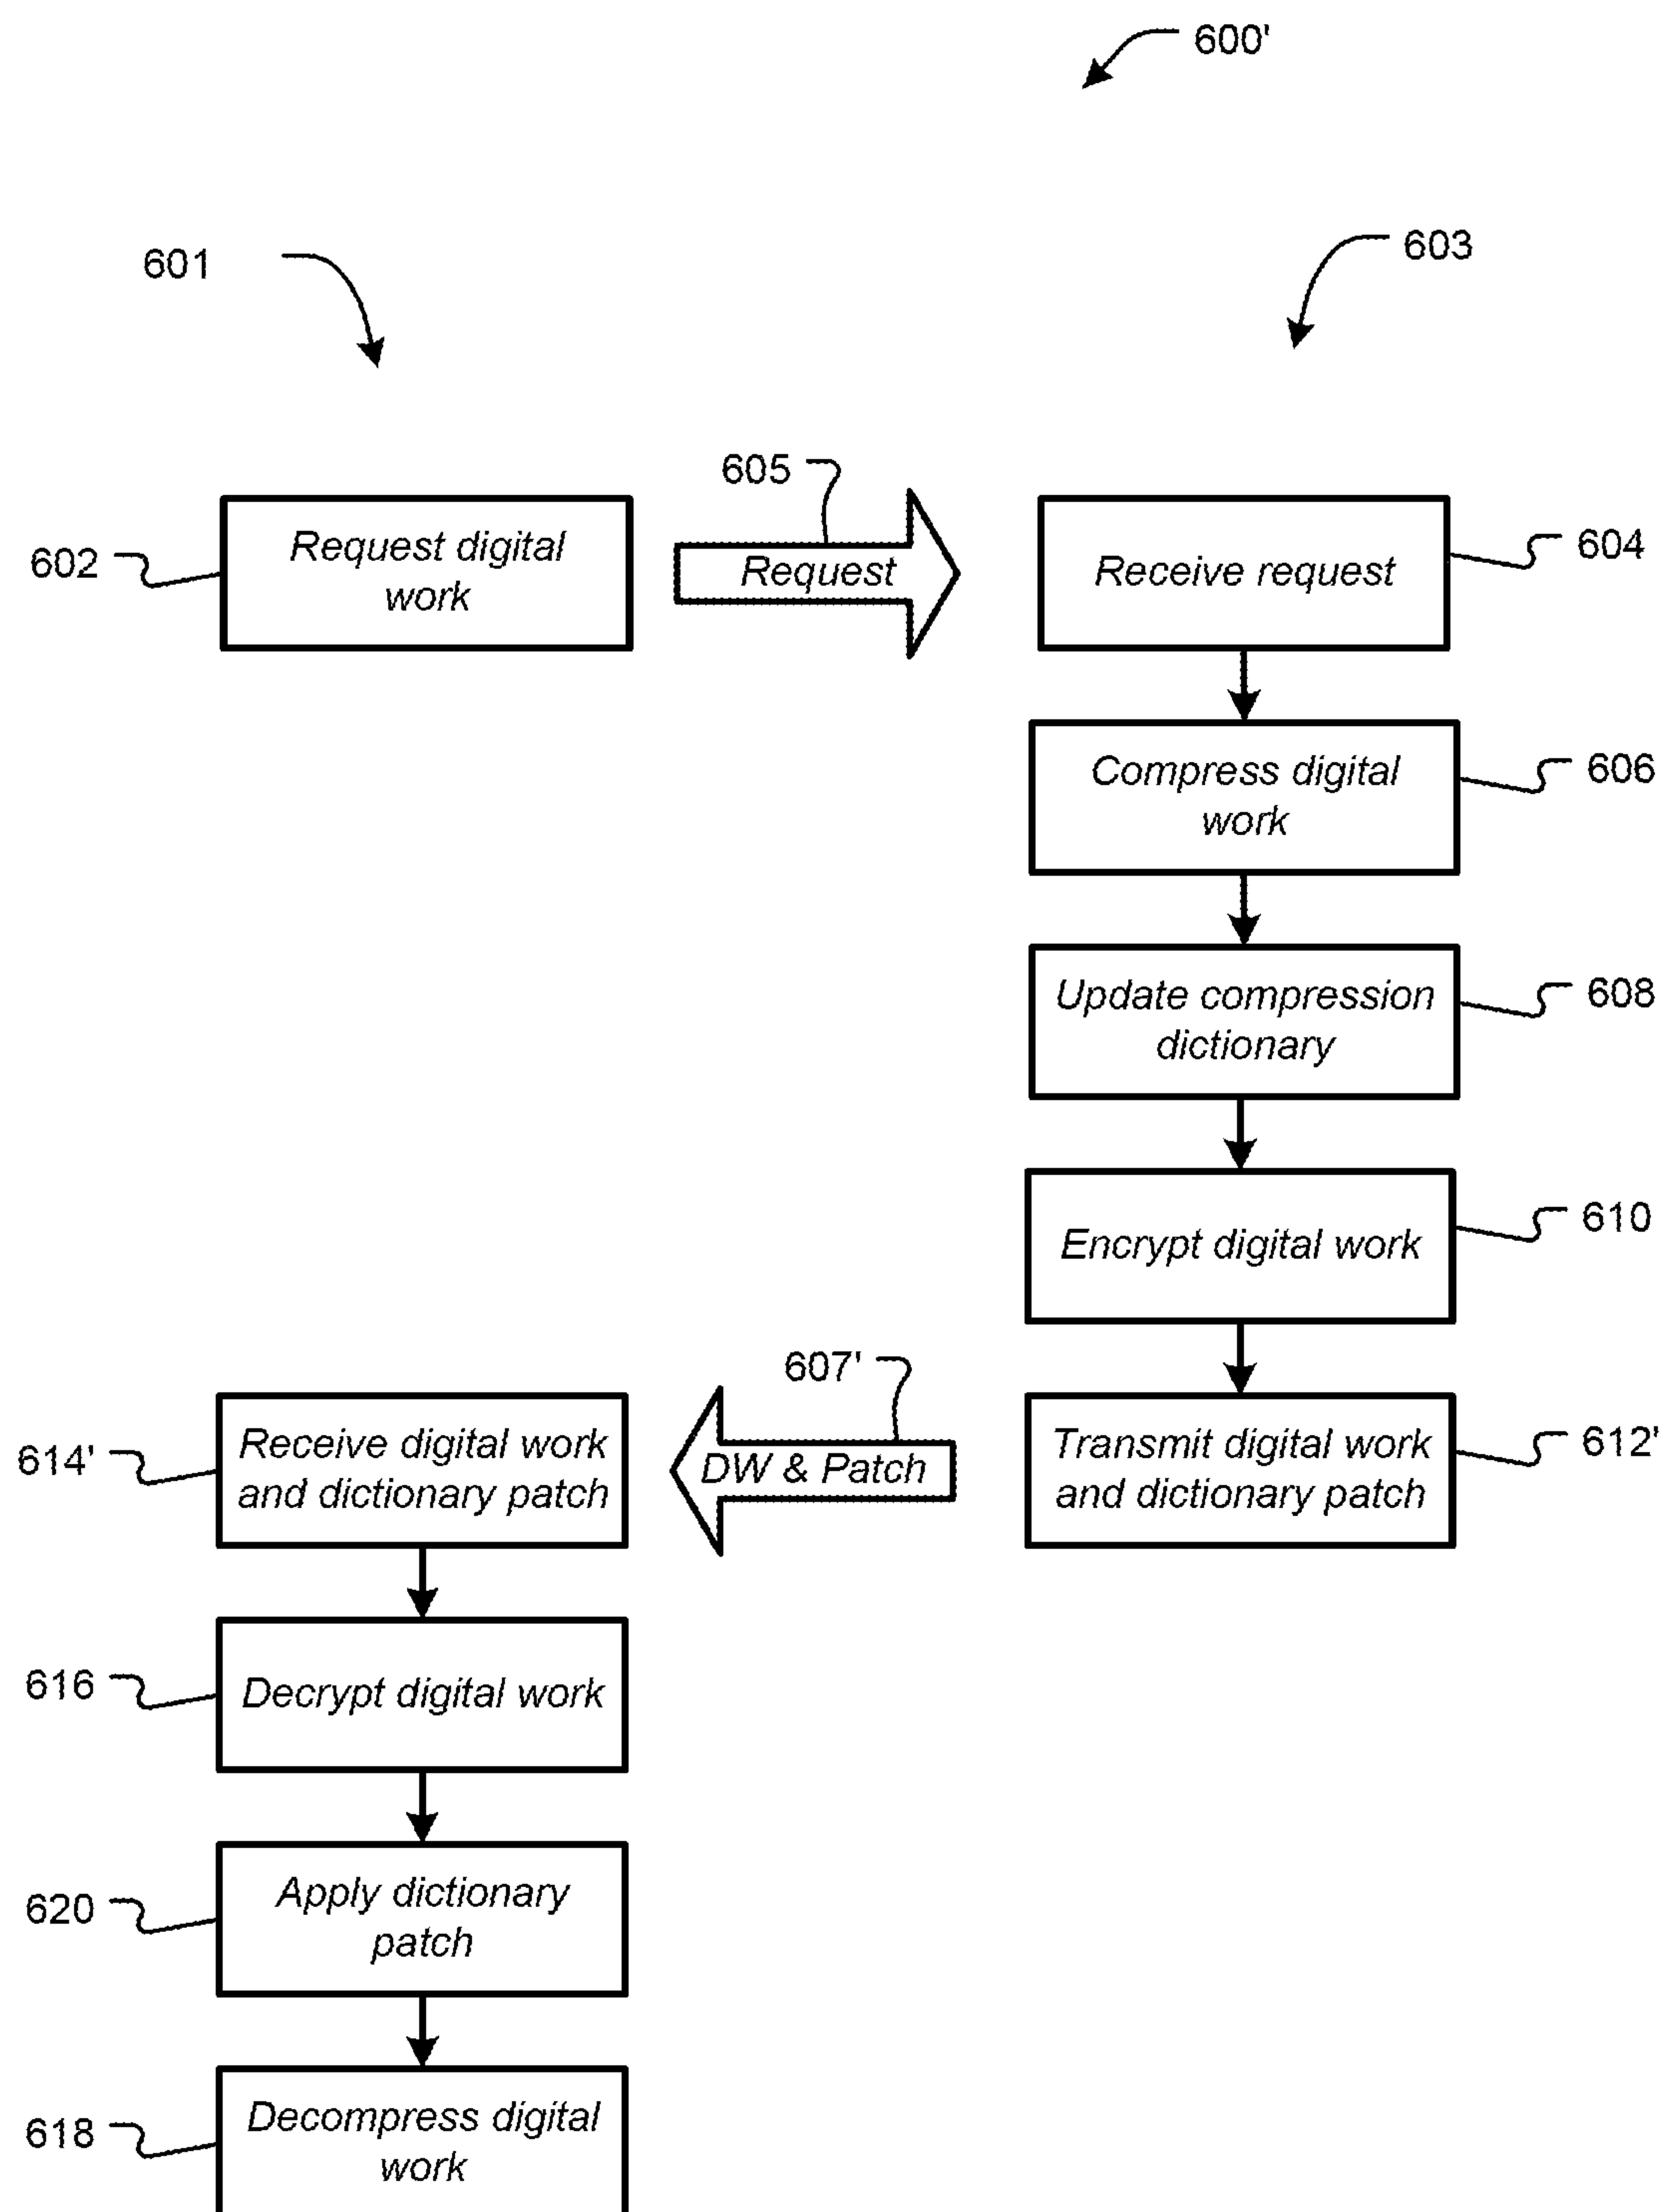 600'
601
603
605
602
Request digital
work
Request
Receive request
604
Compress digital
work
606
Update compression
dictionary
608
Encrypt digital work
610
607'
614'
Receive digital work
and dictionary patch
DW & Patch
Transmit digital work
and dictionary patch
612'
616
Decrypt digital work
620
Apply dictionary
patch
618
Decompress digital
work